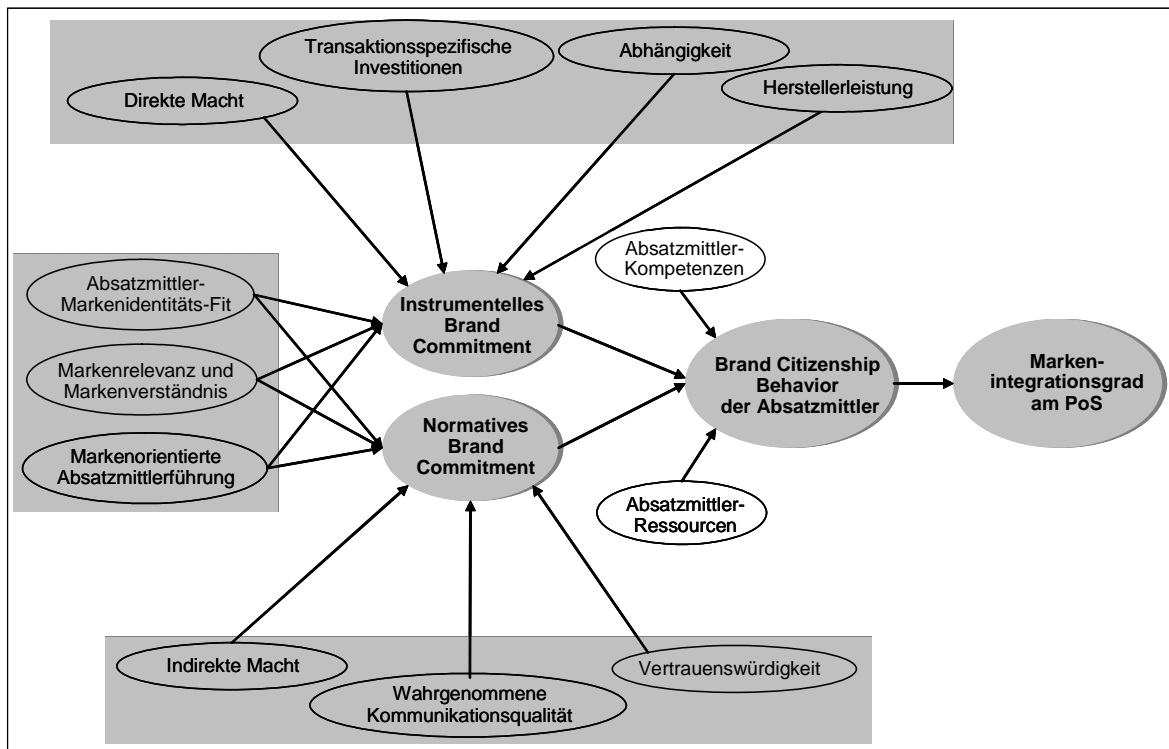 Transaktionsspezifische
Investitionen
Abhängigkeit
Direkte Macht
Herstellerleistung
Absatzmittler-
Markenidentitäts-Fit
Markenrelevanz und
Markenverständnis
Markenorientierte
Absatzmittlerführung
Instrumentelles
Brand
Commitment
Normatives
Brand
Commitment
Absatzmittler-
Kompetenzen
Brand Citizenship
Behavior
der Absatzmittler
Absatzmittler-
Ressourcen
Marken-
integrationsgrad
am PoS
Indirekte Macht
Wahrgenommene
Kommunikationsqualität
Vertrauenswürdigkeit